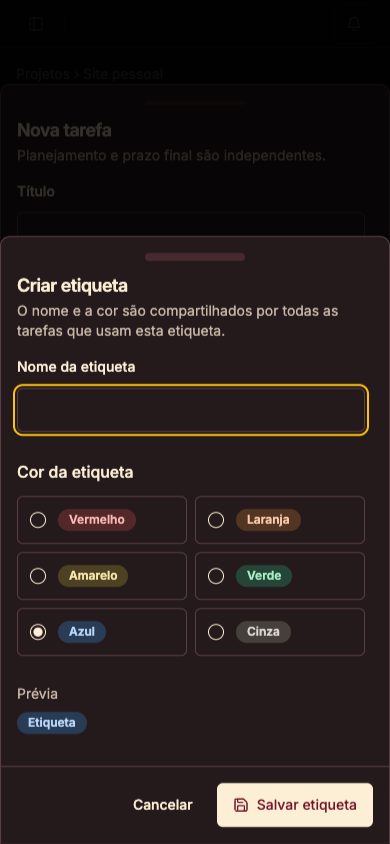 Projetos › Site pessoal
Nova tarefa
Planejamento e prazo final são independentes.
Título
Criar etiqueta
O nome e a cor são compartilhados por todas as
tarefas que usam esta etiqueta.
Nome da etiqueta
Cor da etiqueta
Vermelho
Laranja
Amarelo
Verde
Azul
Cinza
Prévia
Etiqueta
Cancelar
Salvar etiqueta